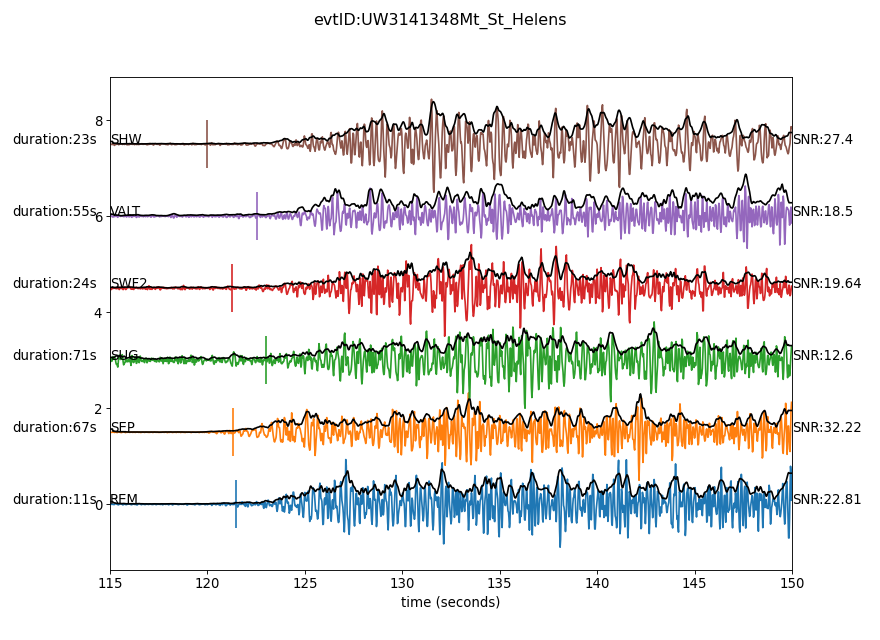 evtID:UW3141348Mt_St_Helens
8
duration:23s SHW SNR:27.4
duration:55s VALT SNR:18.5
6
duration:24s SWF2 SNR:19.64
4
duration:71s SUG SNR:12.6
2
duration:67s SEP SNR:32.22
duration:11s REM SNR:22.81
0
115 120 125 130 135 140 145 150
time (seconds)